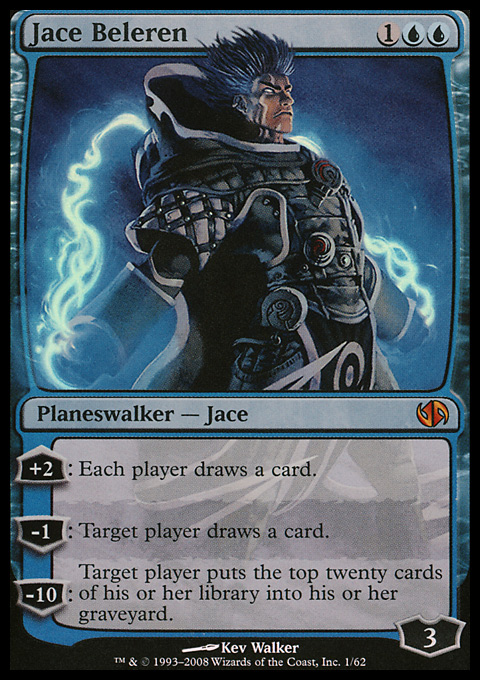 Jace Beleren 1
Planeswalker — Jace
+2 : Each player draws a card.
-1 : Target player draws a card.
Target player puts the top twenty cards
-10 : of his or her library into his or her
graveyard.
3
Kev Walker
™ & © 1993–2008 Wizards of the Coast, Inc. 1/62